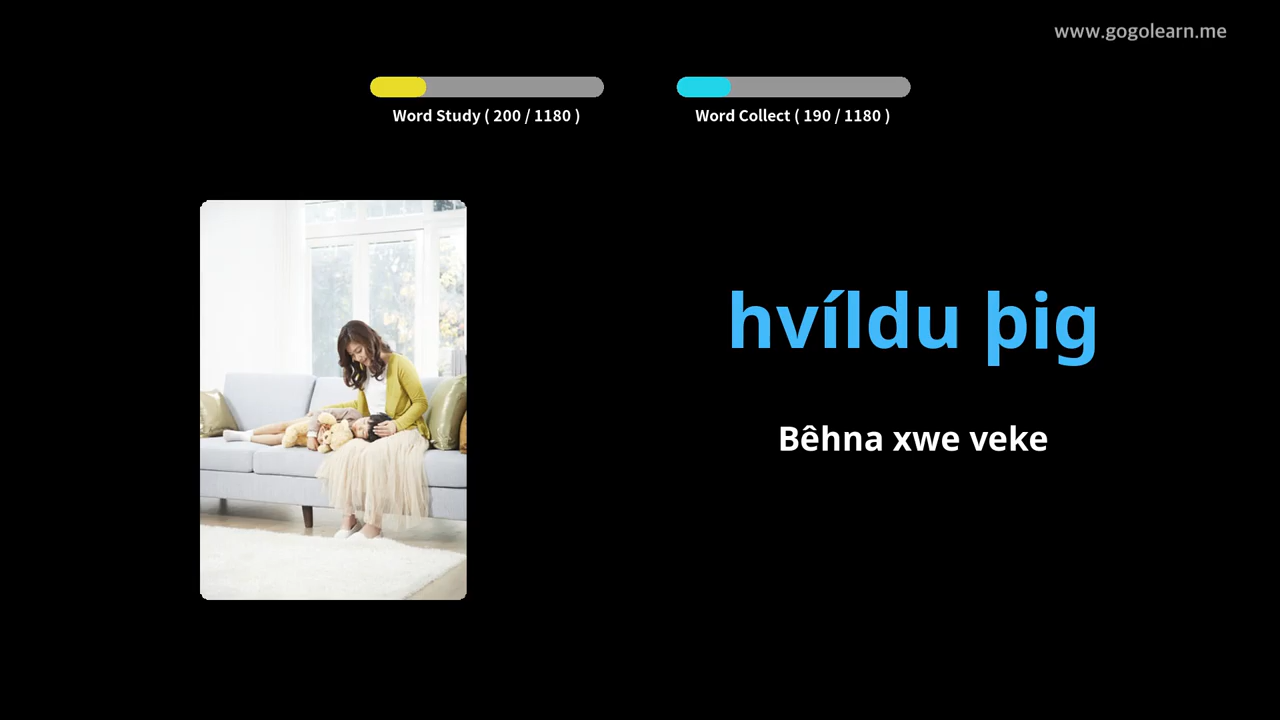 www.gogolearn.me
Word Study ( 200 / 1180 )
Word Collect ( 190 / 1180 )
hvíldu þig
Bêhna xwe veke